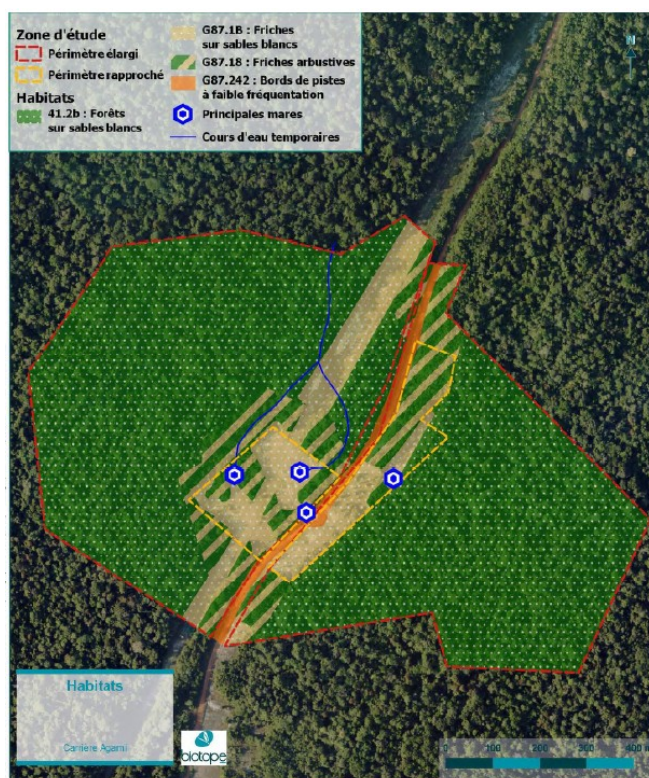 Zone d'étude
Périmètre élargi
Périmètre rapproché
Habitats
41.2b : Forêts
sur sables blancs
G87.1B : Friches
sur sables blancs
G87.18 : Friches arbustives
G87.242 : Bords de pistes
à faible fréquentation
Principales mares
Cours d'eau temporaires
N
Habitats
Carrière Agami
biotope
0 100 200 300 400 m